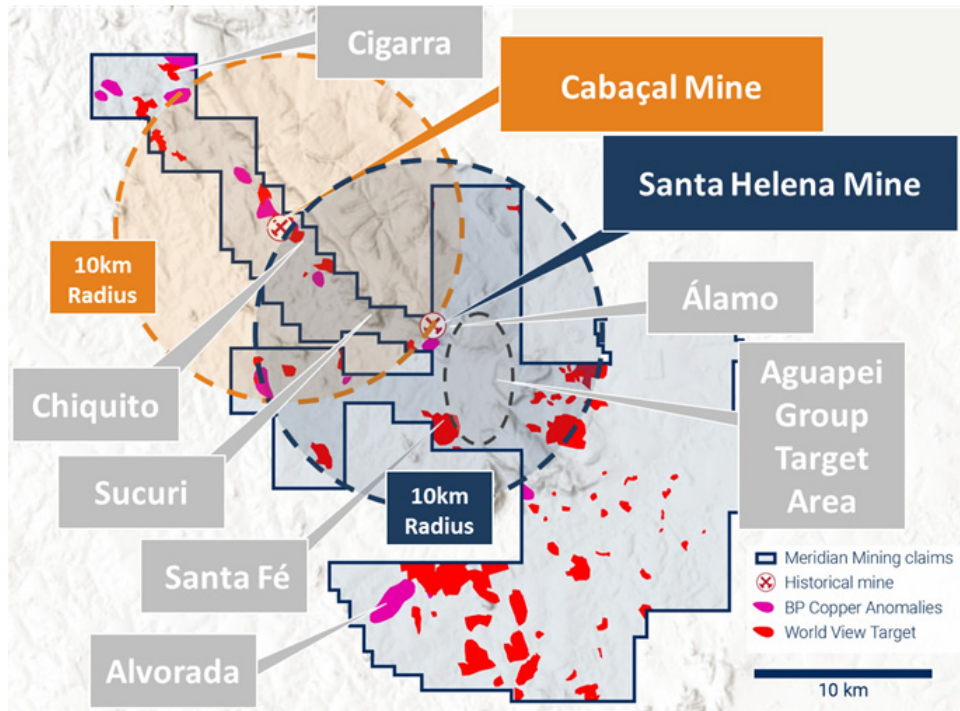 Cigarra
Cabaçal Mine
Santa Helena Mine
10km
Radius
Álamo
Chiquito
Aguapei
Group
Target
Area
Sucuri
10km
Radius
Santa Fé
Alvorada
Meridian Mining claims
Historical mine
BP Copper Anomalies
World View Target
10 km